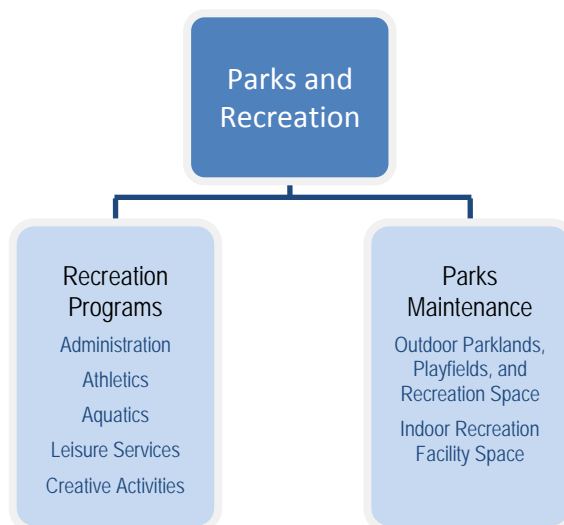 Parks and
Recreation
Recreation
Programs
Administration
Athletics
Aquatics
Leisure Services
Creative Activities
Parks
Maintenance
Outdoor Parklands,
Playfields, and
Recreation Space
Indoor Recreation
Facility Space